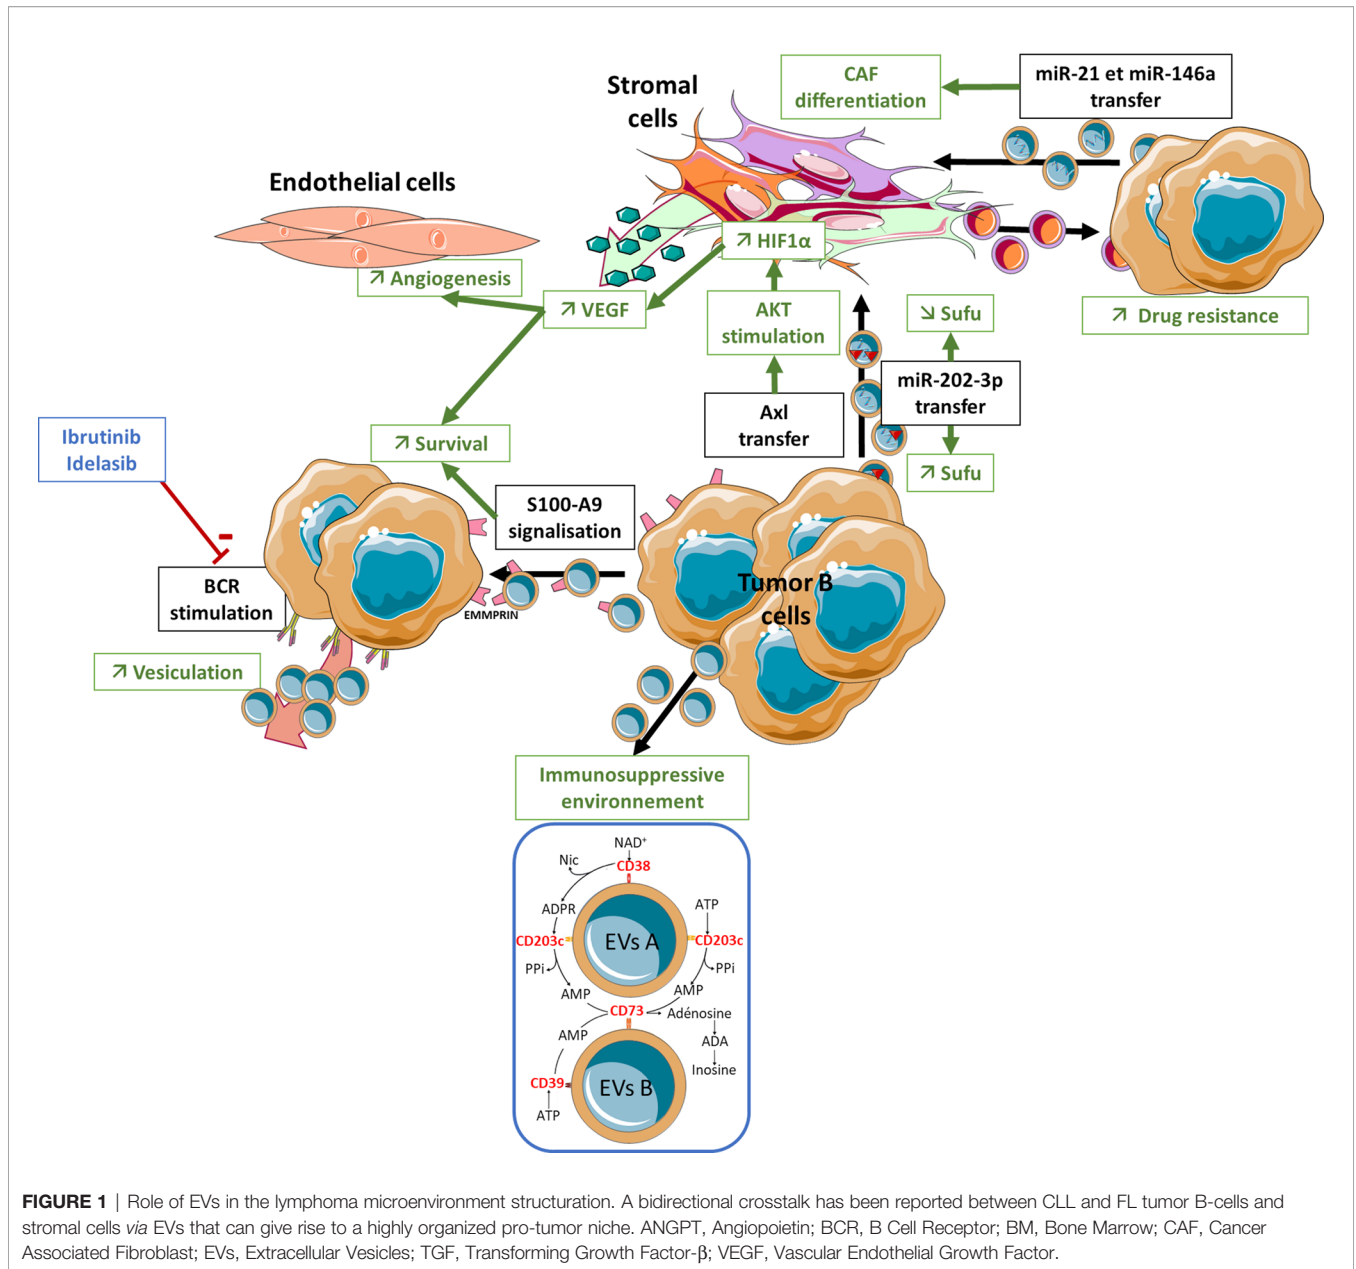 Stromal
cells
CAF
differentiation
miR-21 et miR-146a
transfer
Endothelial cells
↗ HIF1α
↗ Angiogenesis
↗ VEGF
AKT
stimulation
↘ Sufu
↗ Drug resistance
miR-202-3p
transfer
Axl
transfer
Ibrutinib
Idelasib
↗ Survival
↗ Sufu
S100-A9
signalisation
-
BCR
stimulation
EMMPRIN
Tumor B
cells
↗ Vesiculation
Immunosuppressive
environnement
NAD+
Nic
CD38
ADPR
ATP
CD203c
EVs A
CD203c
PPi
PPi
AMP
AMP
CD73
Adénosine
AMP
ADA
Inosine
CD39
EVs B
ATP
FIGURE 1 | Role of EVs in the lymphoma microenvironment structuration. A bidirectional crosstalk has been reported between CLL and FL tumor B-cells and
stromal cells via EVs that can give rise to a highly organized pro-tumor niche. ANGPT, Angiopoietin; BCR, B Cell Receptor; BM, Bone Marrow; CAF, Cancer
Associated Fibroblast; EVs, Extracellular Vesicles; TGF, Transforming Growth Factor-β; VEGF, Vascular Endothelial Growth Factor.